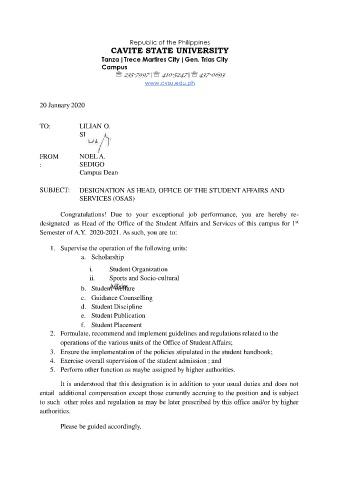 Republic of the Philippines
CAVITE STATE UNIVERSITY
Tanza | Trece Martires City | Gen. Trias City
Campus
☏ 235-7997 | ☏ 410-5247 | ☏ 437-0693
www.cvsu.edu.ph
20 January 2020
TO: LILIAN O.
SI
FROM NOEL A.
: SEDIGO
Campus Dean
SUBJECT: DESIGNATION AS HEAD, OFFICE OF THE STUDENT AFFAIRS AND
SERVICES (OSAS)
Congratulations! Due to your exceptional job performance, you are hereby re-
designated as Head of the Office of the Student Affairs and Services of this campus for 1st
Semester of A.Y. 2020-2021. As such, you are to:
1. Supervise the operation of the following units:
a. Scholarship
i. Student Organization
ii. Sports and Socio-cultural
Affairs
b. Student Welfare
c. Guidance Counselling
d. Student Discipline
e. Student Publication
f. Student Placement
2. Formulate, recommend and implement guidelines and regulations related to the
operations of the various units of the Office of Student Affairs;
3. Ensure the implementation of the policies stipulated in the student handbook;
4. Exercise overall supervision of the student admission ; and
5. Perform other function as maybe assigned by higher authorities.
It is understood that this designation is in addition to your usual duties and does not
entail additional compensation except those currently accruing to the position and is subject
to such other roles and regulation as may be later prescribed by this office and/or by higher
authorities.
Please be guided accordingly.